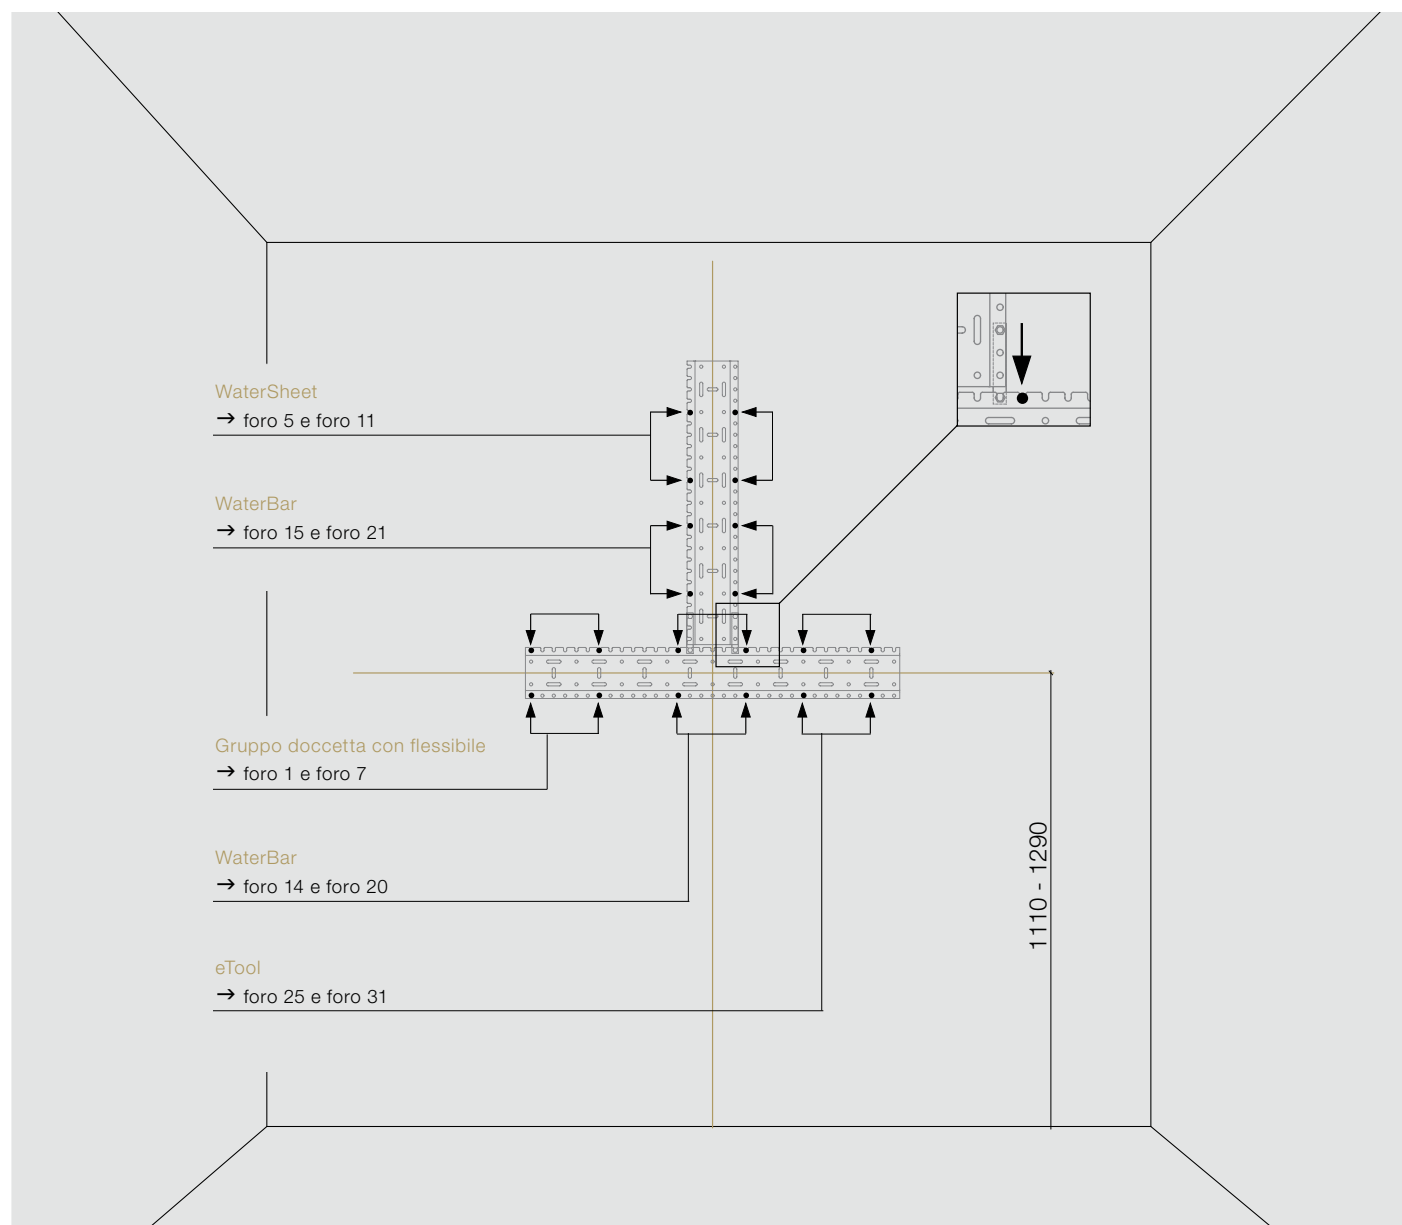 WaterSheet
→ foro 5 e foro 11
WaterBar
→ foro 15 e foro 21
Gruppo doccetta con flessibile
→ foro 1 e foro 7
WaterBar
→ foro 14 e foro 20
eTool
→ foro 25 e foro 31
1110 - 1290